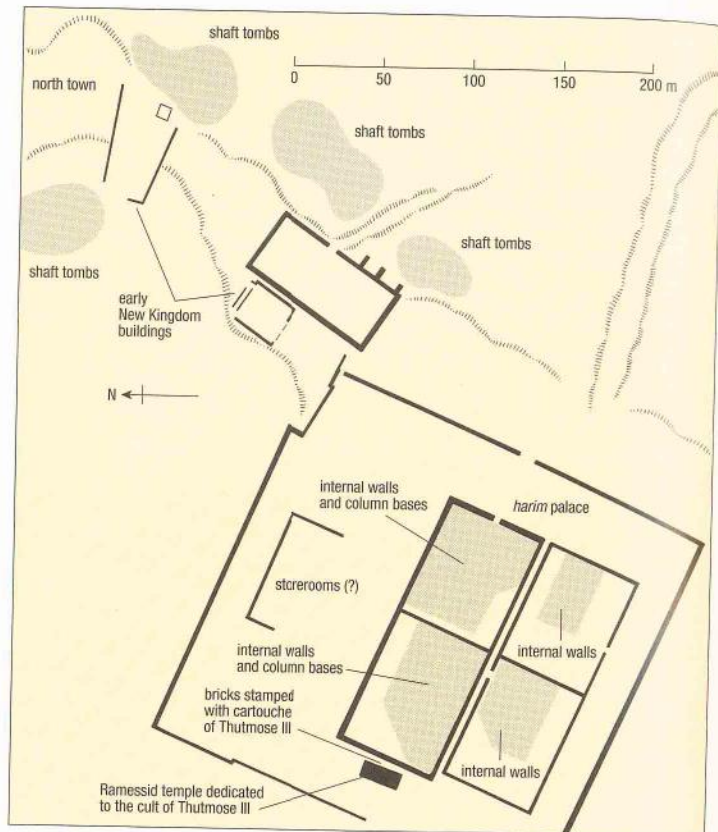 shaft tombs
0 50 100 150 200 m
north town
shaft tombs
shaft tombs
shaft tombs
early
New Kingdom
buildings
N
internal walls
and column bases
harim palace
storerooms (?)
internal walls
internal walls
and column bases
bricks stamped
with cartouche
of Thutmose III
internal walls
Ramessid temple dedicated
to the cult of Thutmose III